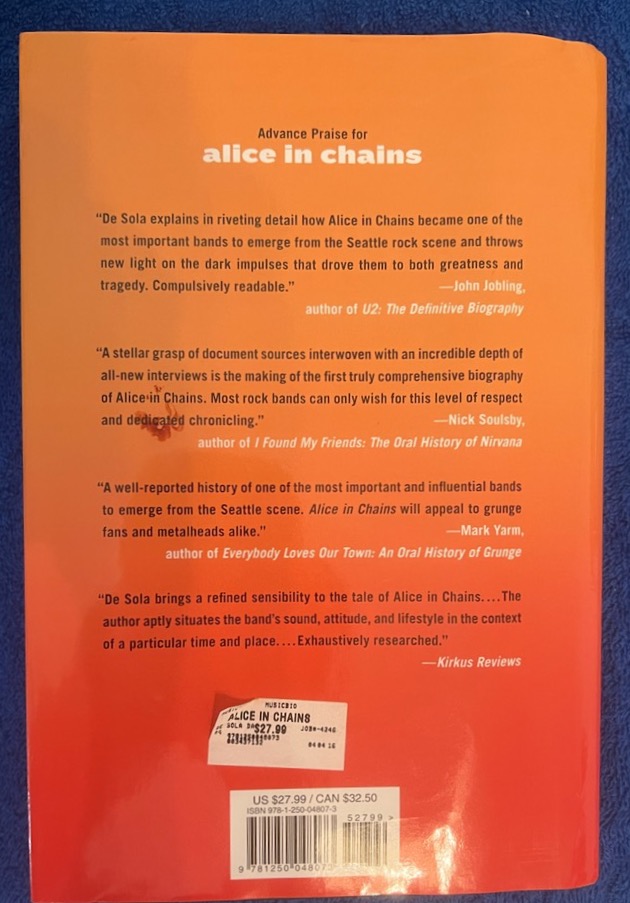 Advance Praise for
alice in chains
“De Sola explains in riveting detail how Alice in Chains became one of the
most important bands to emerge from the Seattle rock scene and throws
new light on the dark impulses that drove them to both greatness and
tragedy. Compulsively readable.” —John Jobling,
author of U2: The Definitive Biography
“A stellar grasp of document sources interwoven with an incredible depth of
all-new interviews is the making of the first truly comprehensive biography
of Alice in Chains. Most rock bands can only wish for this level of respect
and dedicated chronicling.” —Nick Soulsby,
author of I Found My Friends: The Oral History of Nirvana
“A well-reported history of one of the most important and influential bands
to emerge from the Seattle scene. Alice in Chains will appeal to grunge
fans and metalheads alike.” —Mark Yarm,
author of Everybody Loves Our Town: An Oral History of Grunge
“De Sola brings a refined sensibility to the tale of Alice in Chains....The
author aptly situates the band’s sound, attitude, and lifestyle in the context
of a particular time and place....Exhaustively researched.”
—Kirkus Reviews
MUSICBIO
ALICE IN CHAINS
SOLA $27.99
9781250048073
04 04 16
US $27.99 / CAN $32.50
ISBN 978-1-250-04807-3
52799 >
9 781250 04807